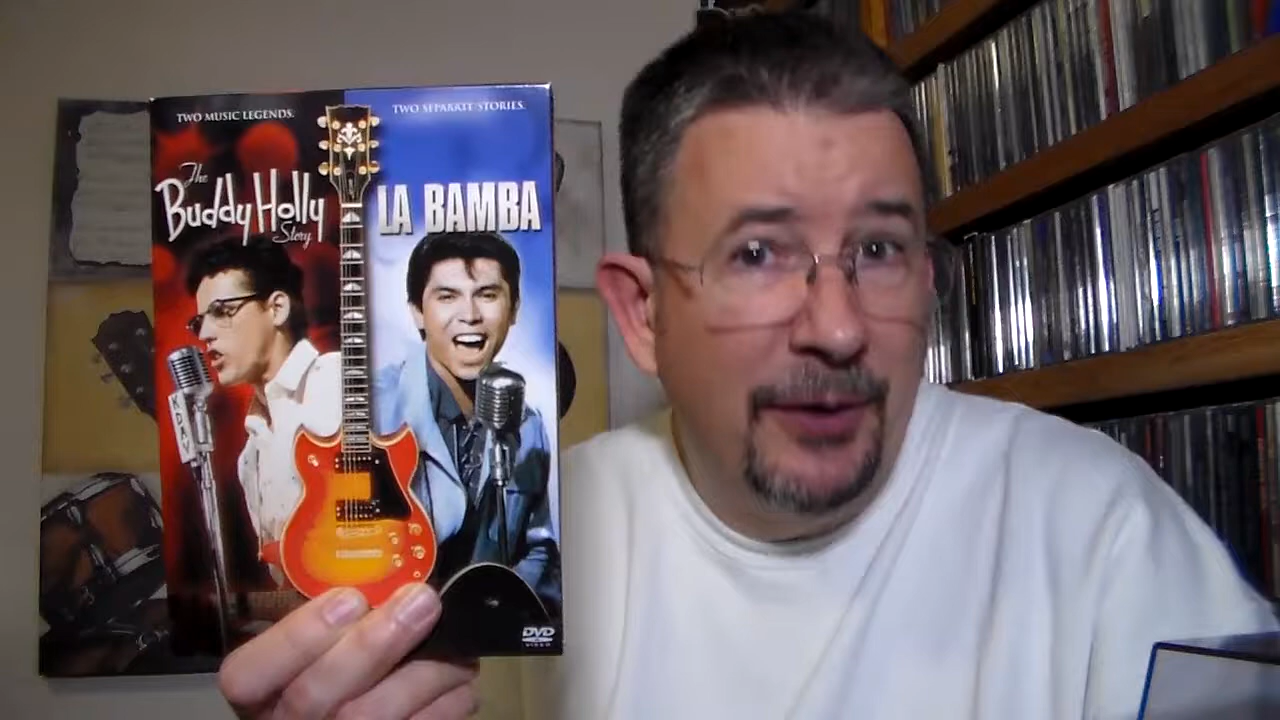 TWO MUSIC LEGENDS.
TWO SEPARATE STORIES.
The
Buddy Holly
Story
LA BAMBA
KDAV
DVD
VIDEO